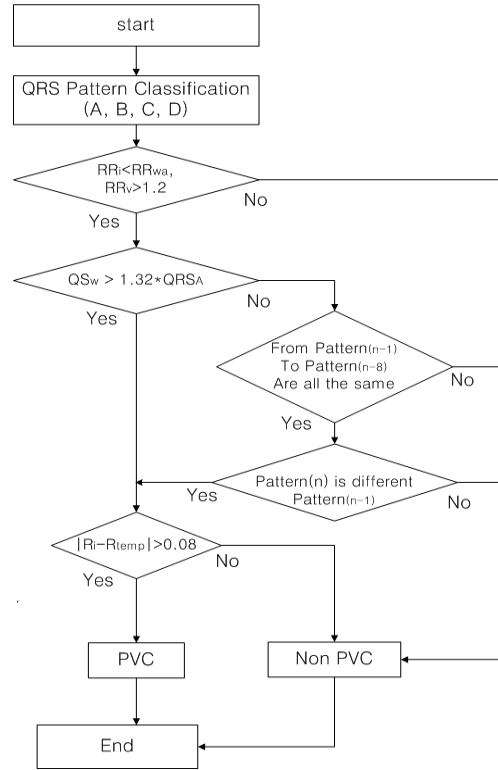 start
QRS Pattern Classification
(A, B, C, D)
RRi<RRwa,
RRv>1.2
No
Yes
QSw > 1.32*QRSA
No
Yes
From Pattern(n-1)
To Pattern(n-8)
Are all the same
No
Yes
Pattern(n) is different
Pattern(n-1)
Yes
No
|Ri-Rtemp|>0.08
No
Yes
PVC
Non PVC
End